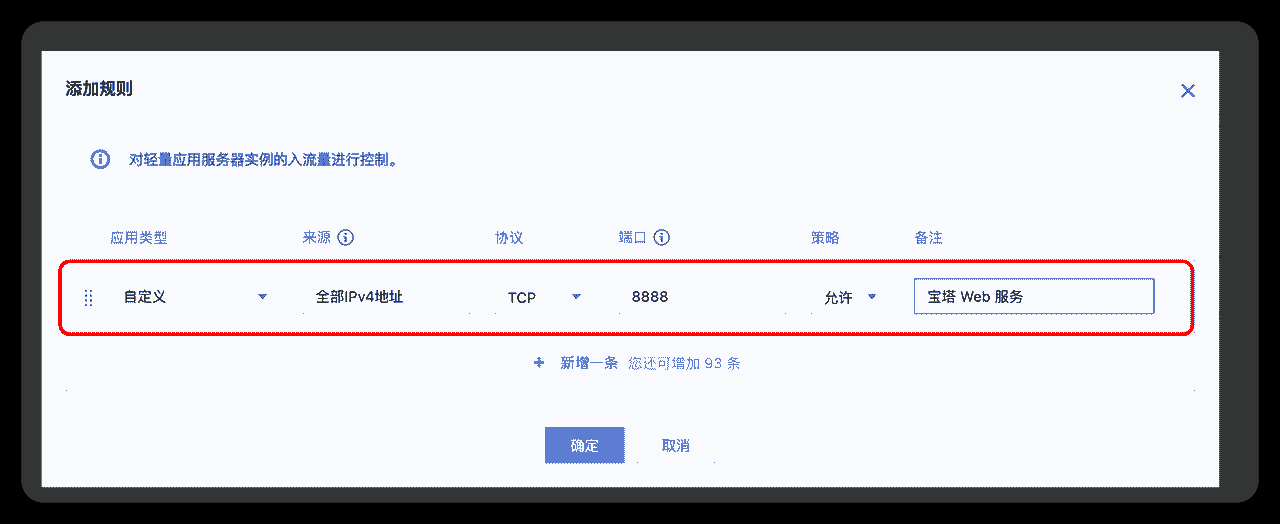 添加规则
对轻量应用服务器实例的入流量进行控制。
应用类型 来源 协议 端口 策略 备注
自定义 全部IPv4地址 TCP 8888 允许 宝塔 Web 服务
+ 新增一条 您还可增加 93 条
确定 取消